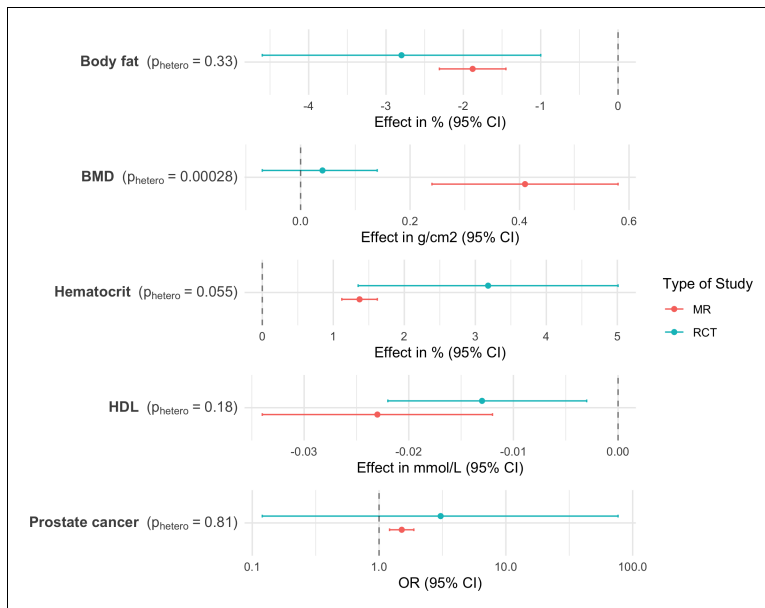 Body fat (phetero = 0.33)
-4 -3 -2 -1 0
Effect in % (95% CI)
BMD (phetero = 0.00028)
0.0 0.2 0.4 0.6
Effect in g/cm2 (95% CI)
Hematocrit (phetero = 0.055)
0 1 2 3 4 5
Effect in % (95% CI)
Type of Study
MR
RCT
HDL (phetero = 0.18)
-0.03 -0.02 -0.01 0.00
Effect in mmol/L (95% CI)
Prostate cancer (phetero = 0.81)
0.1 1.0 10.0 100.0
OR (95% CI)